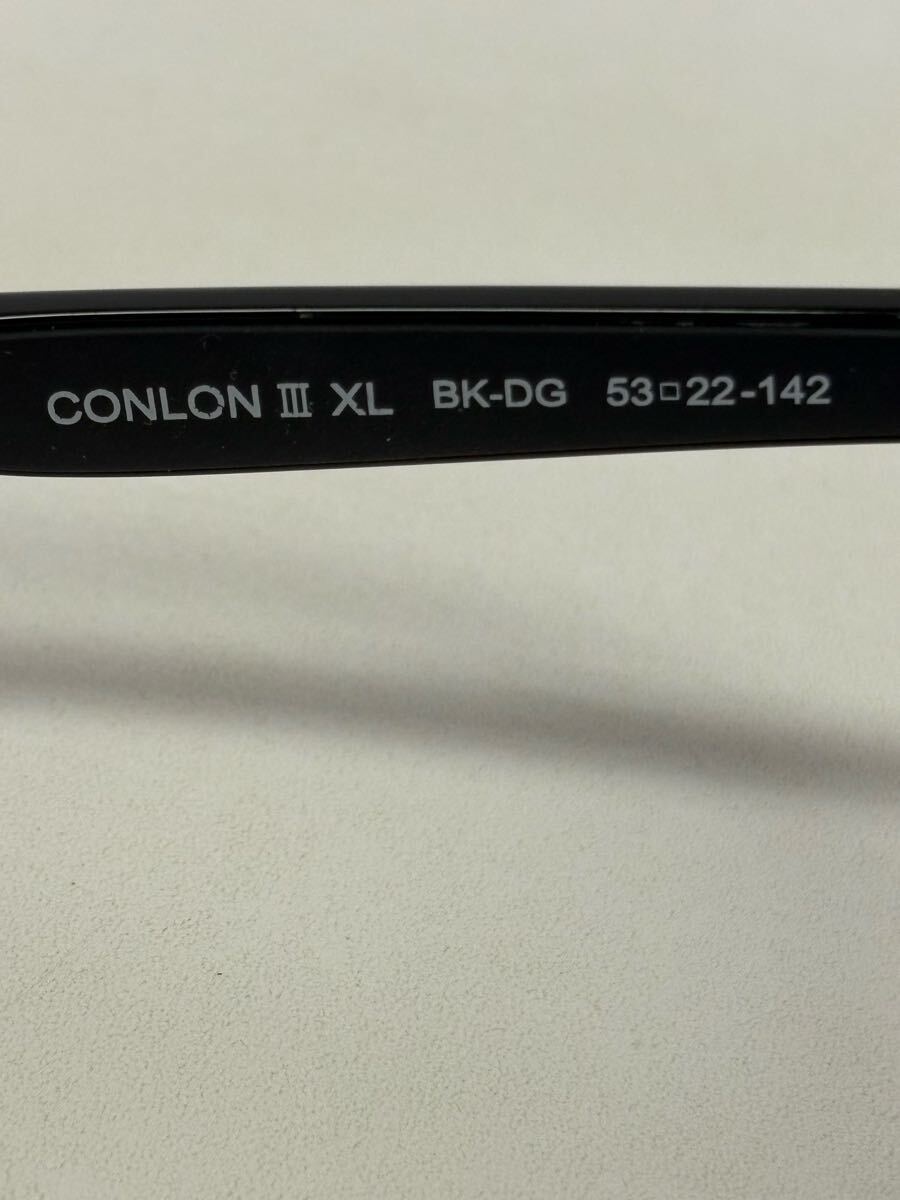 CONLON Ⅲ XL BK-DG 53□22-142